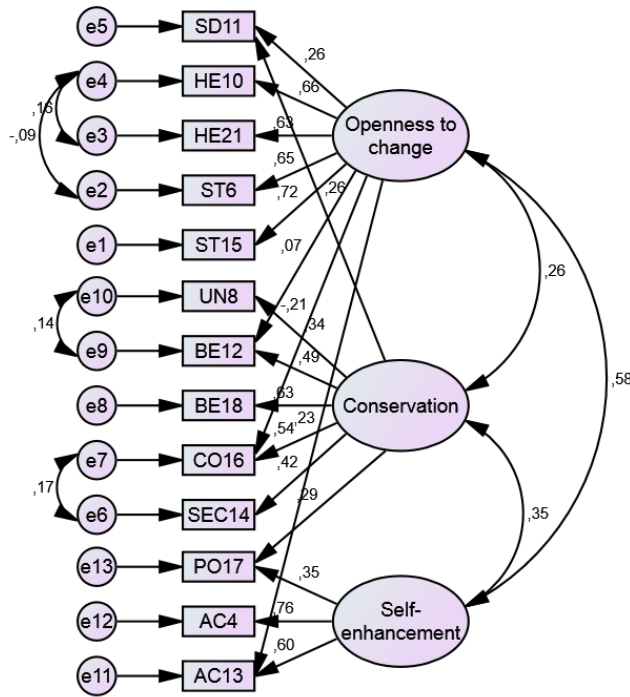 e5
SD11
,26
e4
HE10
,66
,16
Openness to
change
-,09
e3
HE21
,63
e2
ST6
,65
,72
,26
e1
ST15
,07
,26
e10
UN8
-,21
,34
,14
e9
BE12
,49
,58
e8
BE18
,63
Conservation
,54
,23
e7
CO16
,42
,17
e6
SEC14
,29
,35
e13
PO17
,35
e12
AC4
,76
Self-
enhancement
e11
AC13
,60